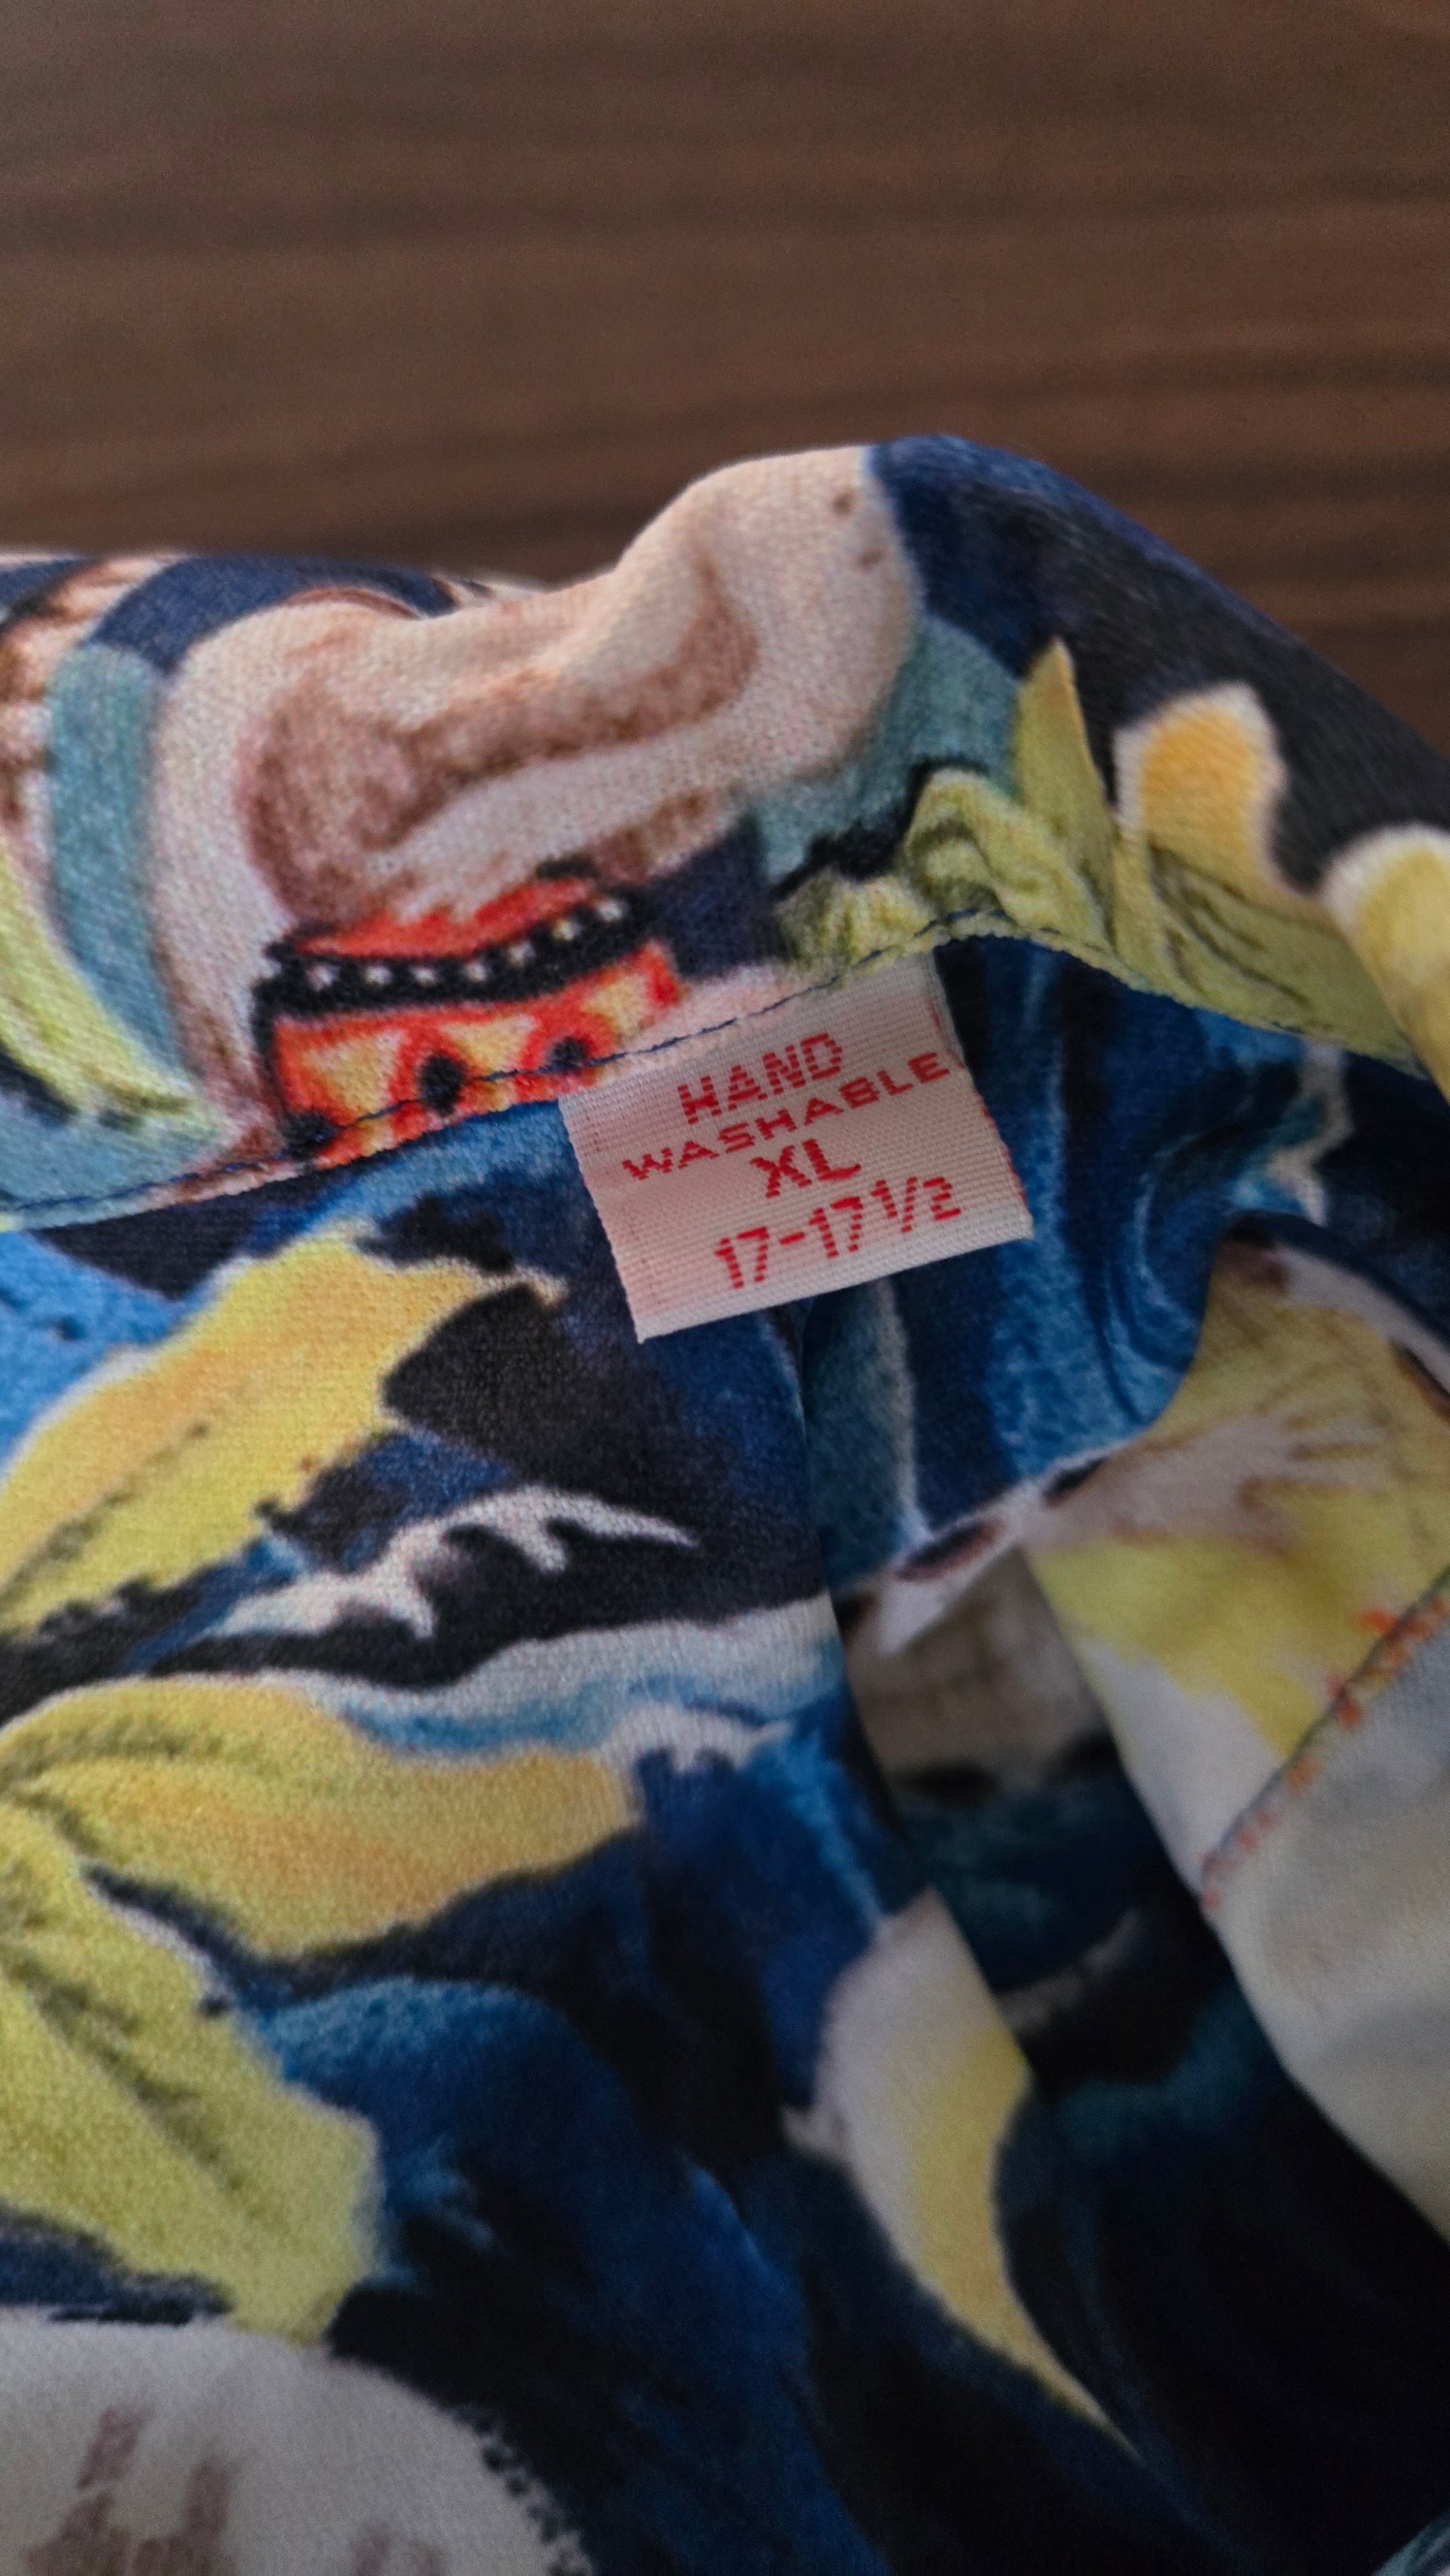 HAND
WASHABLE
XL
17-17 1/2